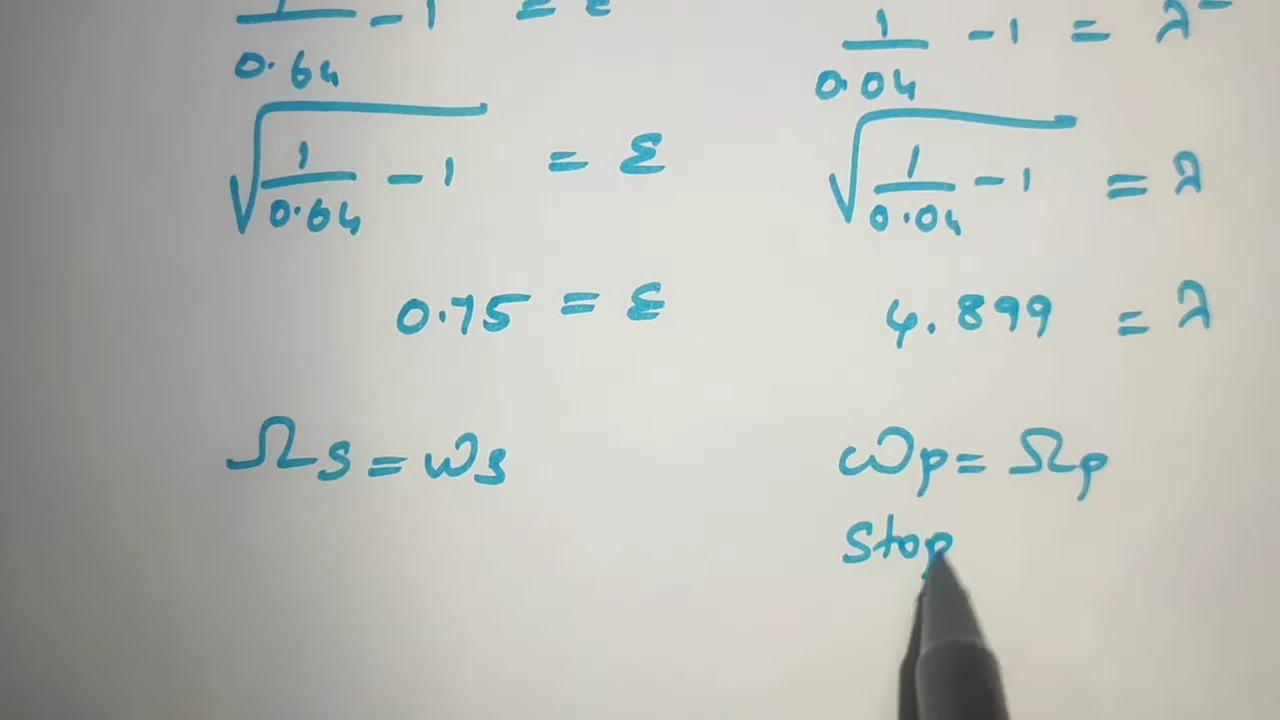 1/0.64 - 1 = ε
1/0.04 - 1 = λ²
√(1/0.64 - 1) = ε
√(1/0.04 - 1) = λ
0.75 = ε
4.899 = λ
Ωs = ωs
ωp = Ωp
Stop